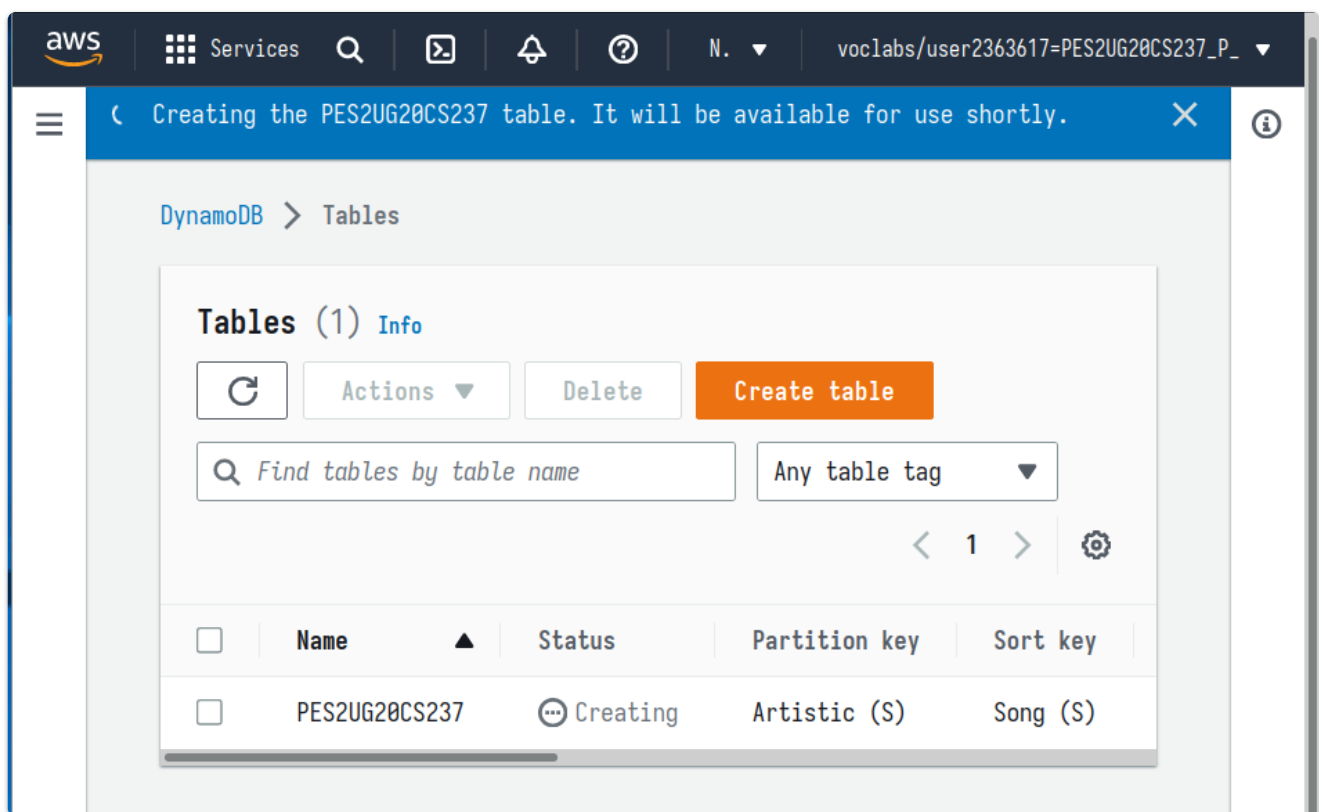 aws Services N. voclabs/user2363617=PES2UG20CS237_P_
Creating the PES2UG20CS237 table. It will be available for use shortly.
DynamoDB > Tables
Tables (1) Info
Actions Delete Create table
Find tables by table name Any table tag
< 1 >
Name Status Partition key Sort key
PES2UG20CS237 Creating Artistic (S) Song (S)